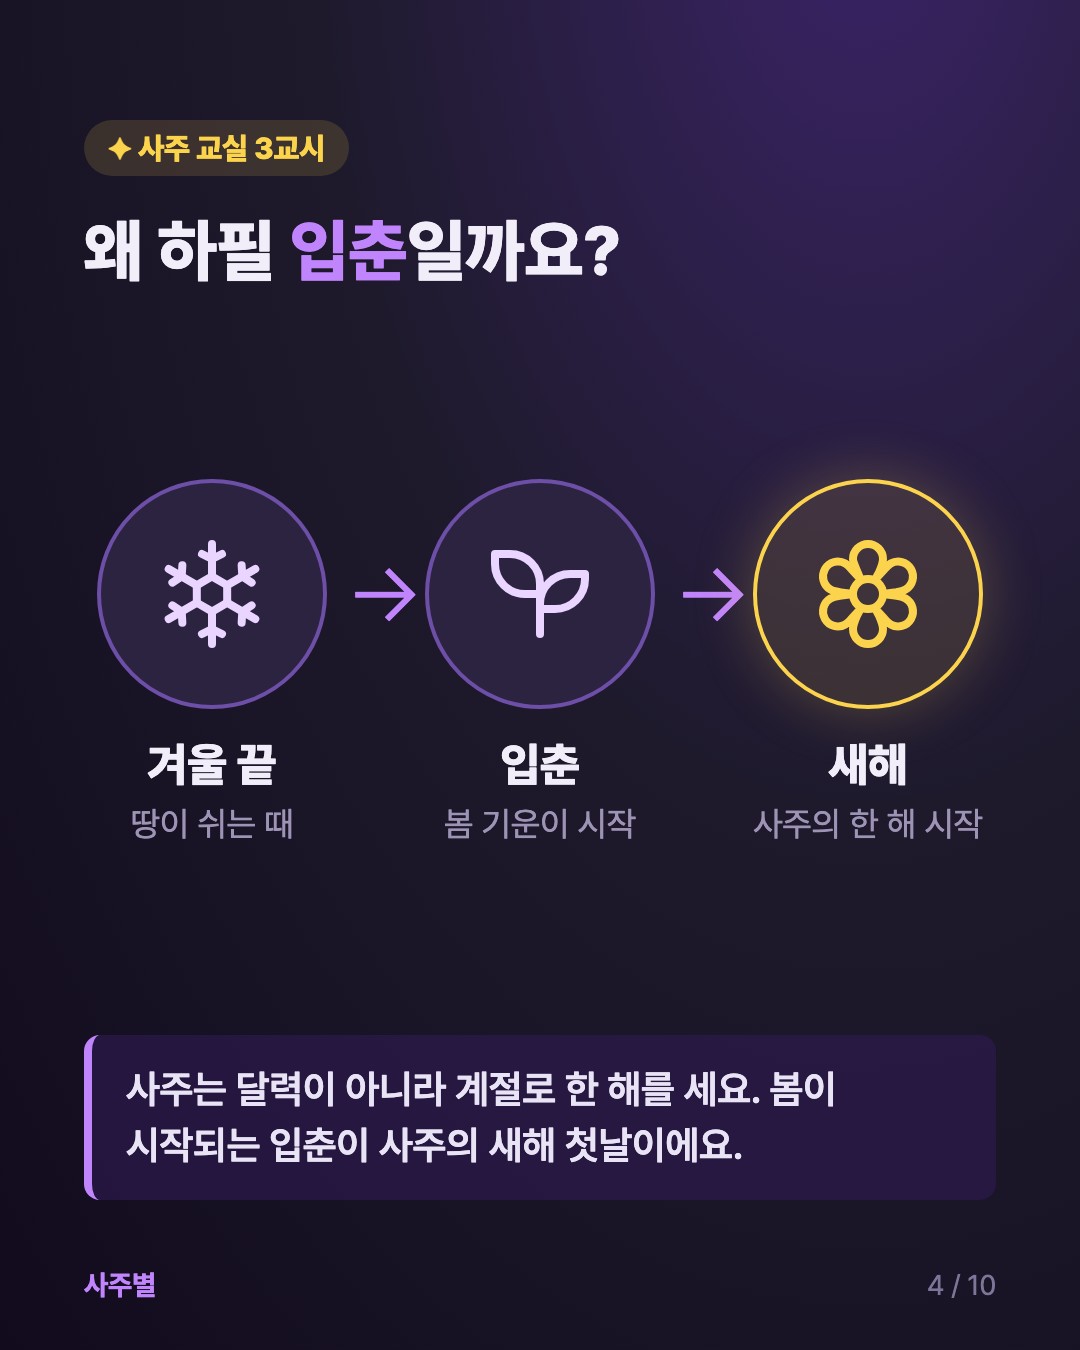 ✦ 사주 교실 3교시
왜 하필 입춘일까요?
겨울 끝
땅이 쉬는 때
입춘
봄 기운이 시작
새해
사주의 한 해 시작
사주는 달력이 아니라 계절로 한 해를 세요. 봄이
시작되는 입춘이 사주의 새해 첫날이에요.
사주별
4 / 10